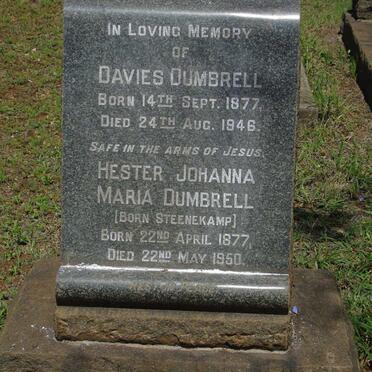 In Loving Memory
OF
Davies Dumbrell
Born 14TH Sept. 1877,
Died 24TH Aug. 1946.
Safe in the arms of Jesus.
Hester Johanna
Maria Dumbrell
[Born Steenekamp]
Born 22ND April 1877,
Died 22ND May 1950.